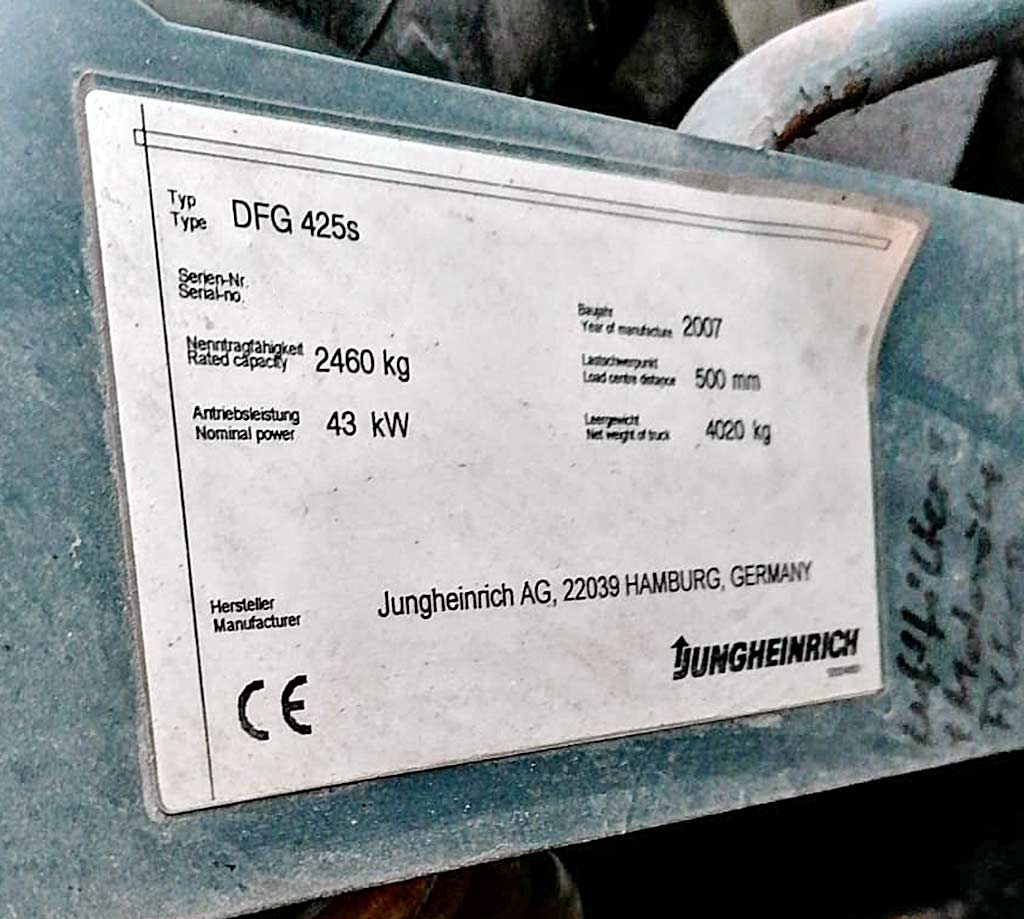 Typ
Type DFG 425s
Serien-Nr.
Serial-no.
Baujahr
Year of manufacture 2007
Nenntragfähigkeit
Rated capacity 2460 kg
Lastschwerpunkt
Load centre distance 500 mm
Antriebsleistung
Nominal power 43 kW
Leergewicht
Net weight of truck 4020 kg
Hersteller
Manufacturer Jungheinrich AG, 22039 HAMBURG, GERMANY
JUNGHEINRICH
CE
Luftfilter